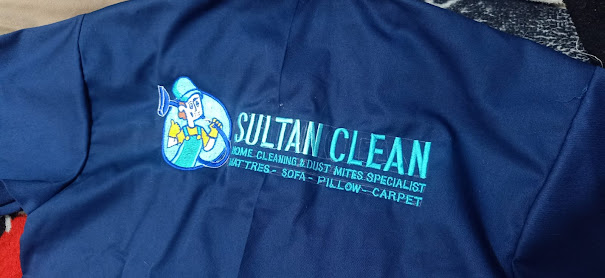 SULTAN CLEAN
HOME CLEANING & DUST MITES SPECIALIST
MATTRES - SOFA - PILLOW - CARPET